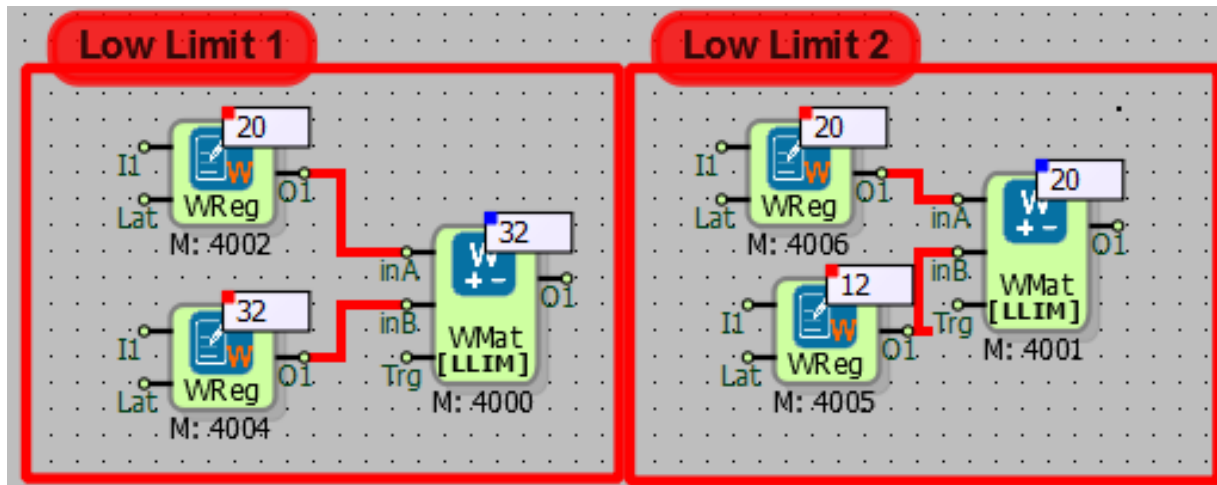 Low Limit 1
20
I1
W
O1
Lat
WReg
M: 4002
32
W
inA
+ -
O1
32
I1
W
inB
WMat
O1
Trg
[LLIM]
Lat
WReg
M: 4000
M: 4004
Low Limit 2
20
I1
W
O1
Lat
WReg
M: 4006
20
W
inA
+ -
O1
12
inB
I1
W
WMat
Trg
[LLIM]
O1
Lat
WReg
M: 4001
M: 4005